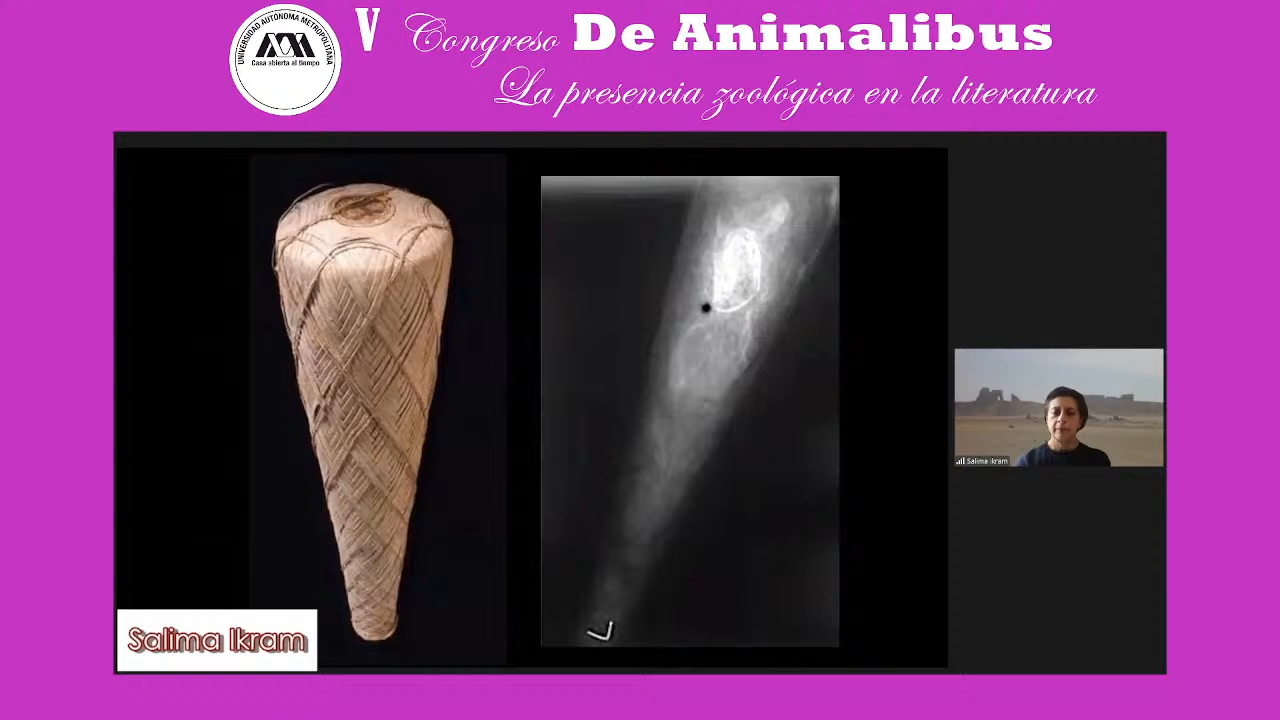 UNIVERSIDAD AUTÓNOMA METROPOLITANA
Casa abierta al tiempo
V Congreso De Animalibus
La presencia zoológica en la literatura
Salima Ikram
Salima Ikram